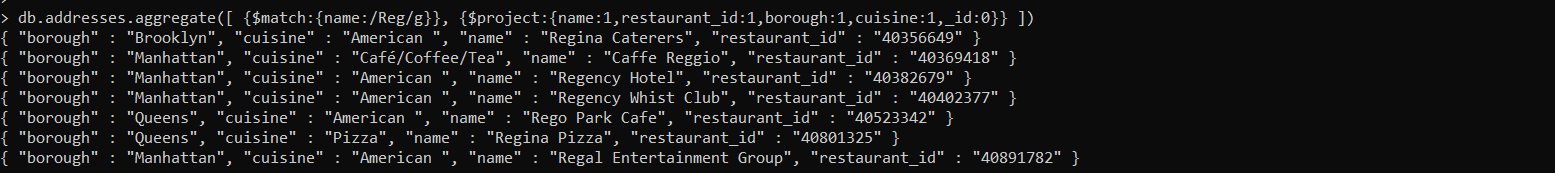 > db.addresses.aggregate([ {$match:{name:/Reg/g}}, {$project:{name:1,restaurant_id:1,borough:1,cuisine:1,_id:0}} ])
{ "borough" : "Brooklyn", "cuisine" : "American ", "name" : "Regina Caterers", "restaurant_id" : "40356649" }
{ "borough" : "Manhattan", "cuisine" : "Café/Coffee/Tea", "name" : "Caffe Reggio", "restaurant_id" : "40369418" }
{ "borough" : "Manhattan", "cuisine" : "American ", "name" : "Regency Hotel", "restaurant_id" : "40382679" }
{ "borough" : "Manhattan", "cuisine" : "American ", "name" : "Regency Whist Club", "restaurant_id" : "40402377" }
{ "borough" : "Queens", "cuisine" : "American ", "name" : "Rego Park Cafe", "restaurant_id" : "40523342" }
{ "borough" : "Queens", "cuisine" : "Pizza", "name" : "Regina Pizza", "restaurant_id" : "40801325" }
{ "borough" : "Manhattan", "cuisine" : "American ", "name" : "Regal Entertainment Group", "restaurant_id" : "40891782" }